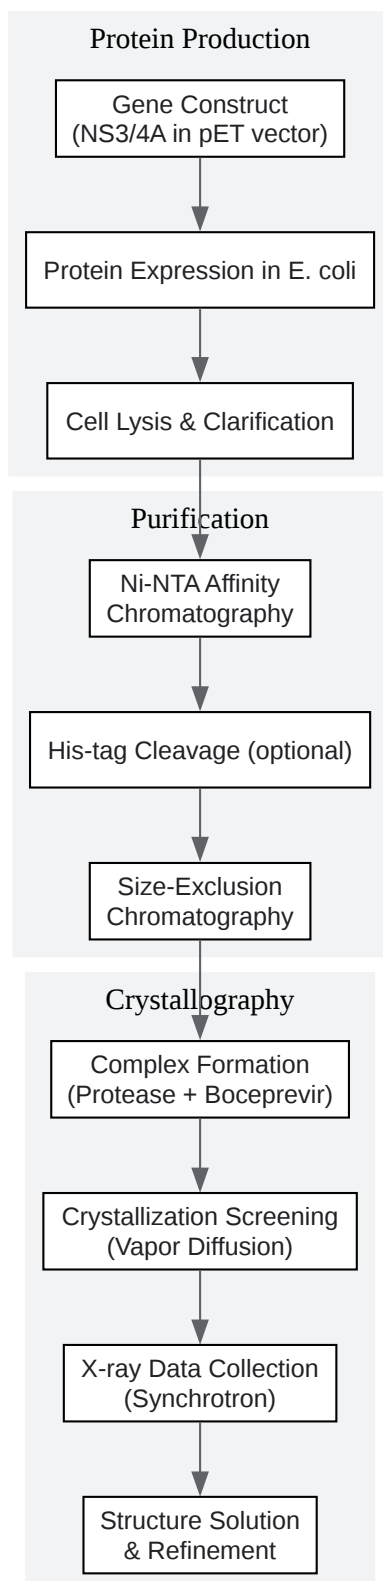 Protein Production
Gene Construct
(NS3/4A in pET vector)
Protein Expression in E. coli
Cell Lysis & Clarification
Purification
Ni-NTA Affinity
Chromatography
His-tag Cleavage (optional)
Size-Exclusion
Chromatography
Crystallography
Complex Formation
(Protease + Boceprevir)
Crystallization Screening
(Vapor Diffusion)
X-ray Data Collection
(Synchrotron)
Structure Solution
& Refinement